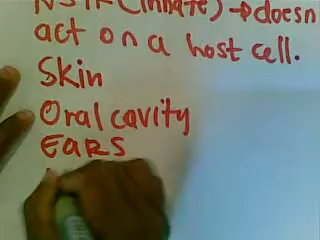 (innate) → doesn
act on a host cell.
Skin
Oral cavity
EARS